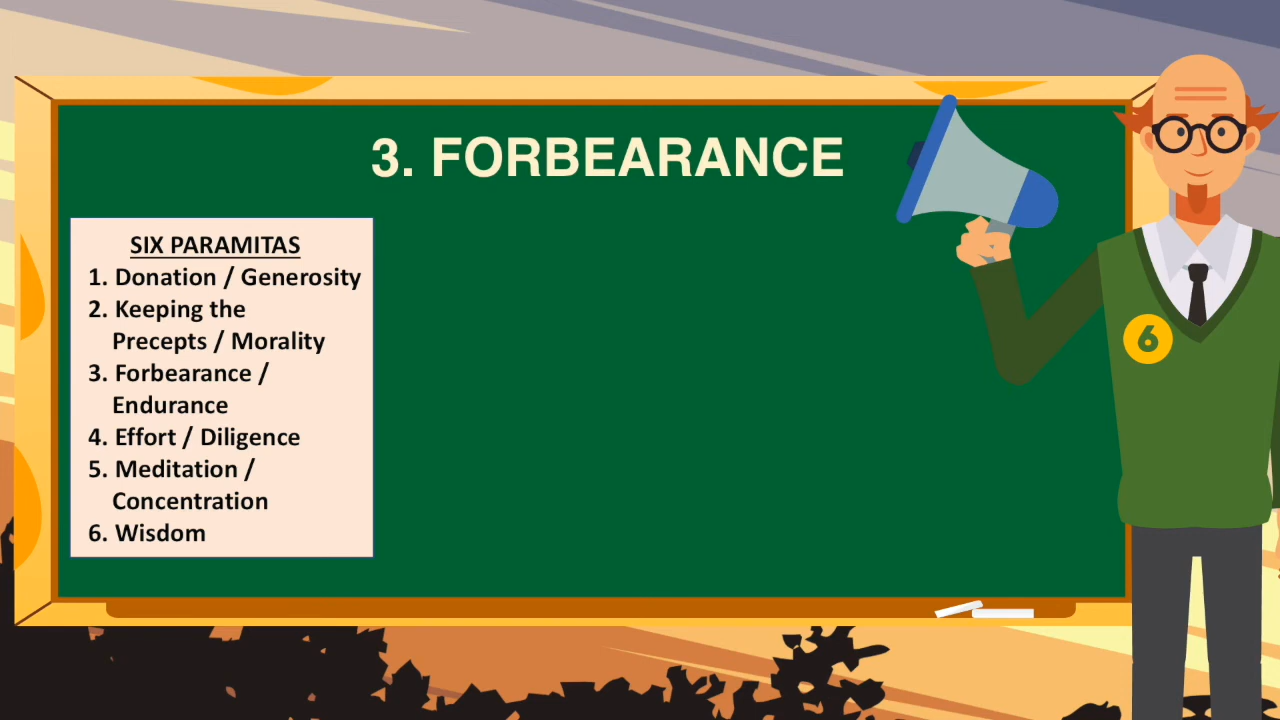 3. FORBEARANCE
SIX PARAMITAS
1. Donation / Generosity
2. Keeping the
Precepts / Morality
3. Forbearance /
Endurance
4. Effort / Diligence
5. Meditation /
Concentration
6. Wisdom
6